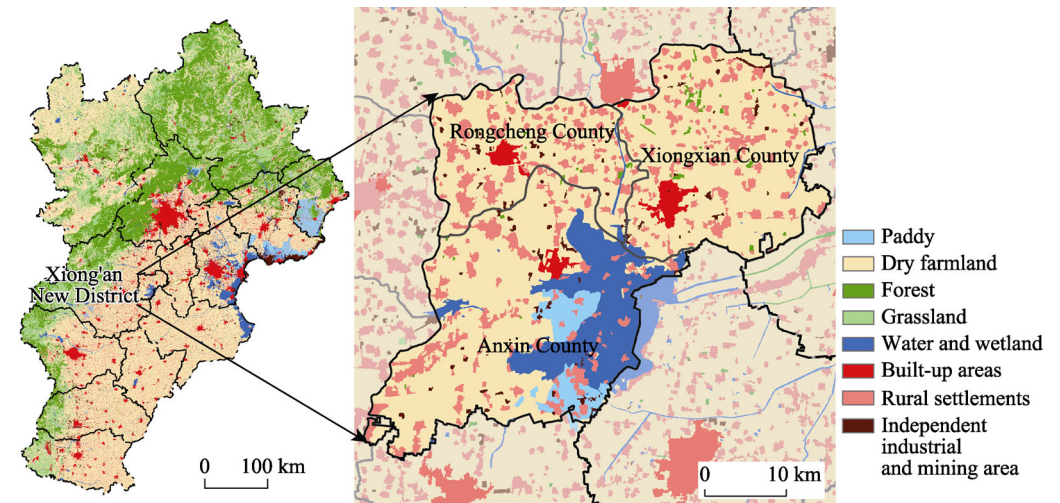 Xiong'an
New District
0 100 km
Rongcheng County
Xiongxian County
Anxin County
0 10 km
Paddy
Dry farmland
Forest
Grassland
Water and wetland
Built-up areas
Rural settlements
Independent
industrial
and mining area